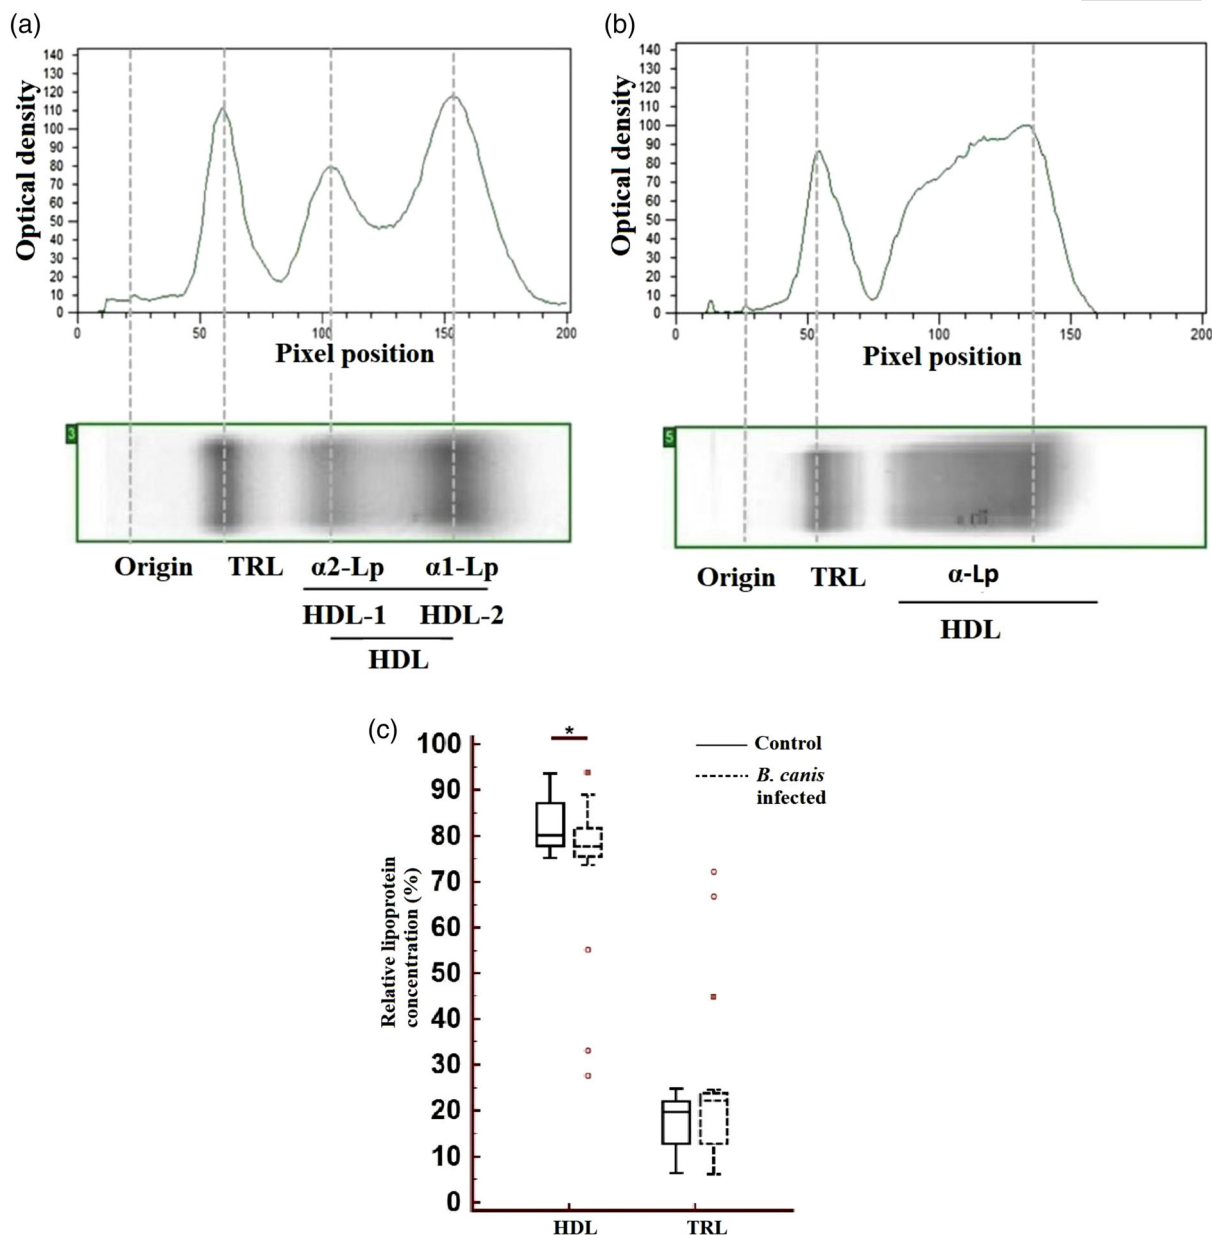 (a)
140
130
120
110
100
90
80
70
60
50
40
30
20
10
0
Optical density
0 50 100 150 200
Pixel position
3
Origin TRL α2-Lp α1-Lp
HDL-1 HDL-2
HDL
(b)
140
130
120
110
100
90
80
70
60
50
40
30
20
10
0
Optical density
0 50 100 150 200
Pixel position
5
Origin TRL α-Lp
HDL
(c)
100
90
80
70
60
50
40
30
20
10
0
Relative lipoprotein
concentration (%)
*
Control
B. canis
infected
HDL TRL